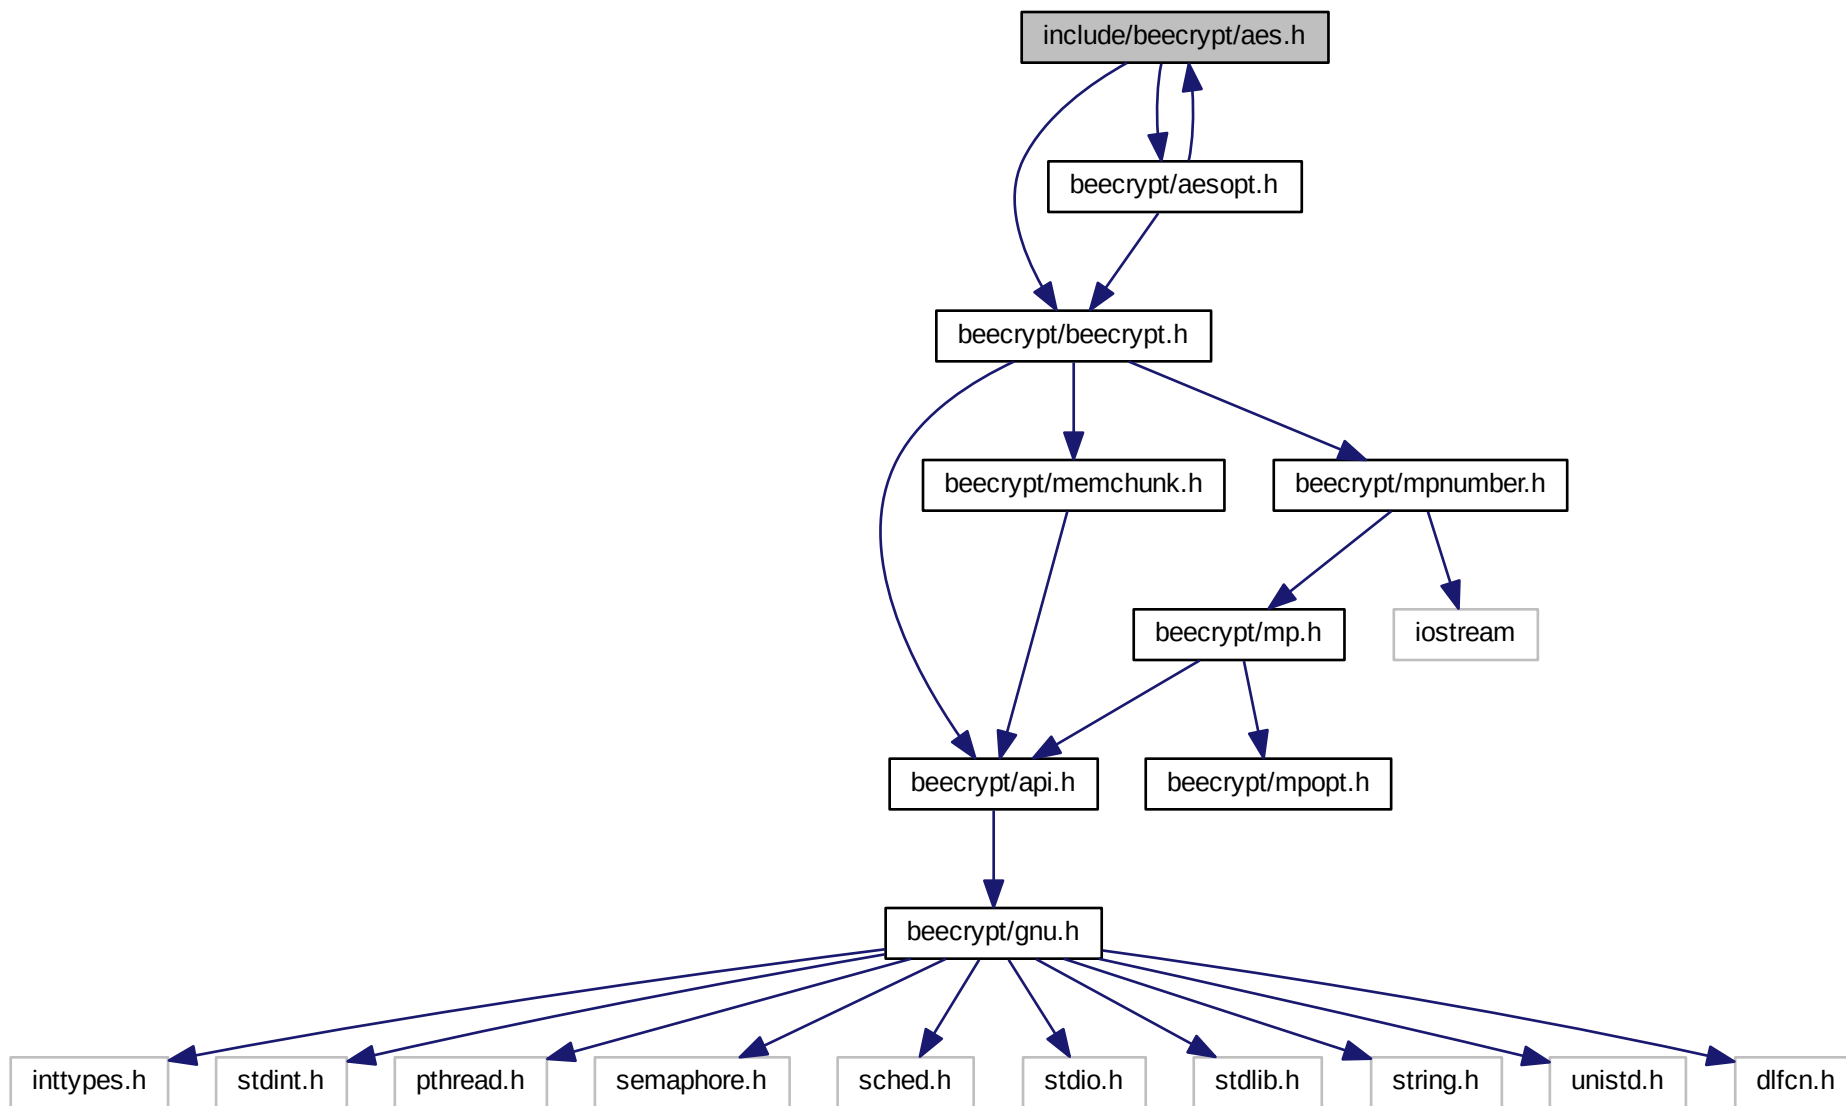 include/beecrypt/aes.h
beecrypt/aesopt.h
beecrypt/beecrypt.h
beecrypt/memchunk.h
beecrypt/mpnumber.h
beecrypt/mp.h
iostream
beecrypt/api.h
beecrypt/mpopt.h
beecrypt/gnu.h
inttypes.h
stdint.h
pthread.h
semaphore.h
sched.h
stdio.h
stdlib.h
string.h
unistd.h
dlfcn.h